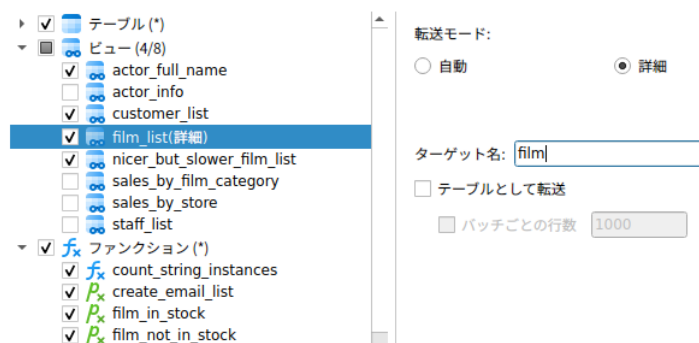 テーブル (*)
ビュー (4/8)
actor_full_name
actor_info
customer_list
film_list(詳細)
nicer_but_slower_film_list
sales_by_film_category
sales_by_store
staff_list
ファンクション (*)
count_string_instances
create_email_list
film_in_stock
film_not_in_stock
転送モード:
自動
詳細
ターゲット名: film
テーブルとして転送
バッチごとの行数 1000